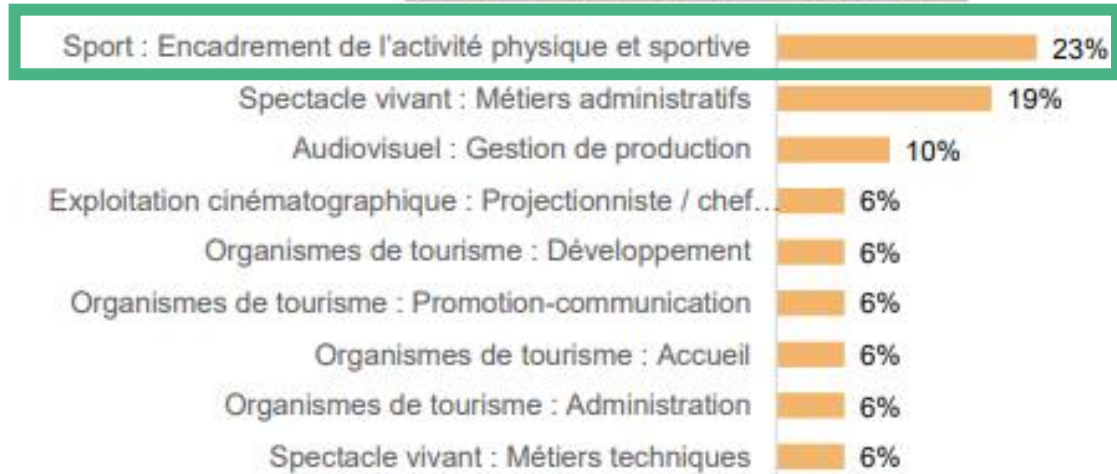 Sport : Encadrement de l'activité physique et sportive 23%
Spectacle vivant : Métiers administratifs 19%
Audiovisuel : Gestion de production 10%
Exploitation cinématographique : Projectionniste / chef… 6%
Organismes de tourisme : Développement 6%
Organismes de tourisme : Promotion-communication 6%
Organismes de tourisme : Accueil 6%
Organismes de tourisme : Administration 6%
Spectacle vivant : Métiers techniques 6%